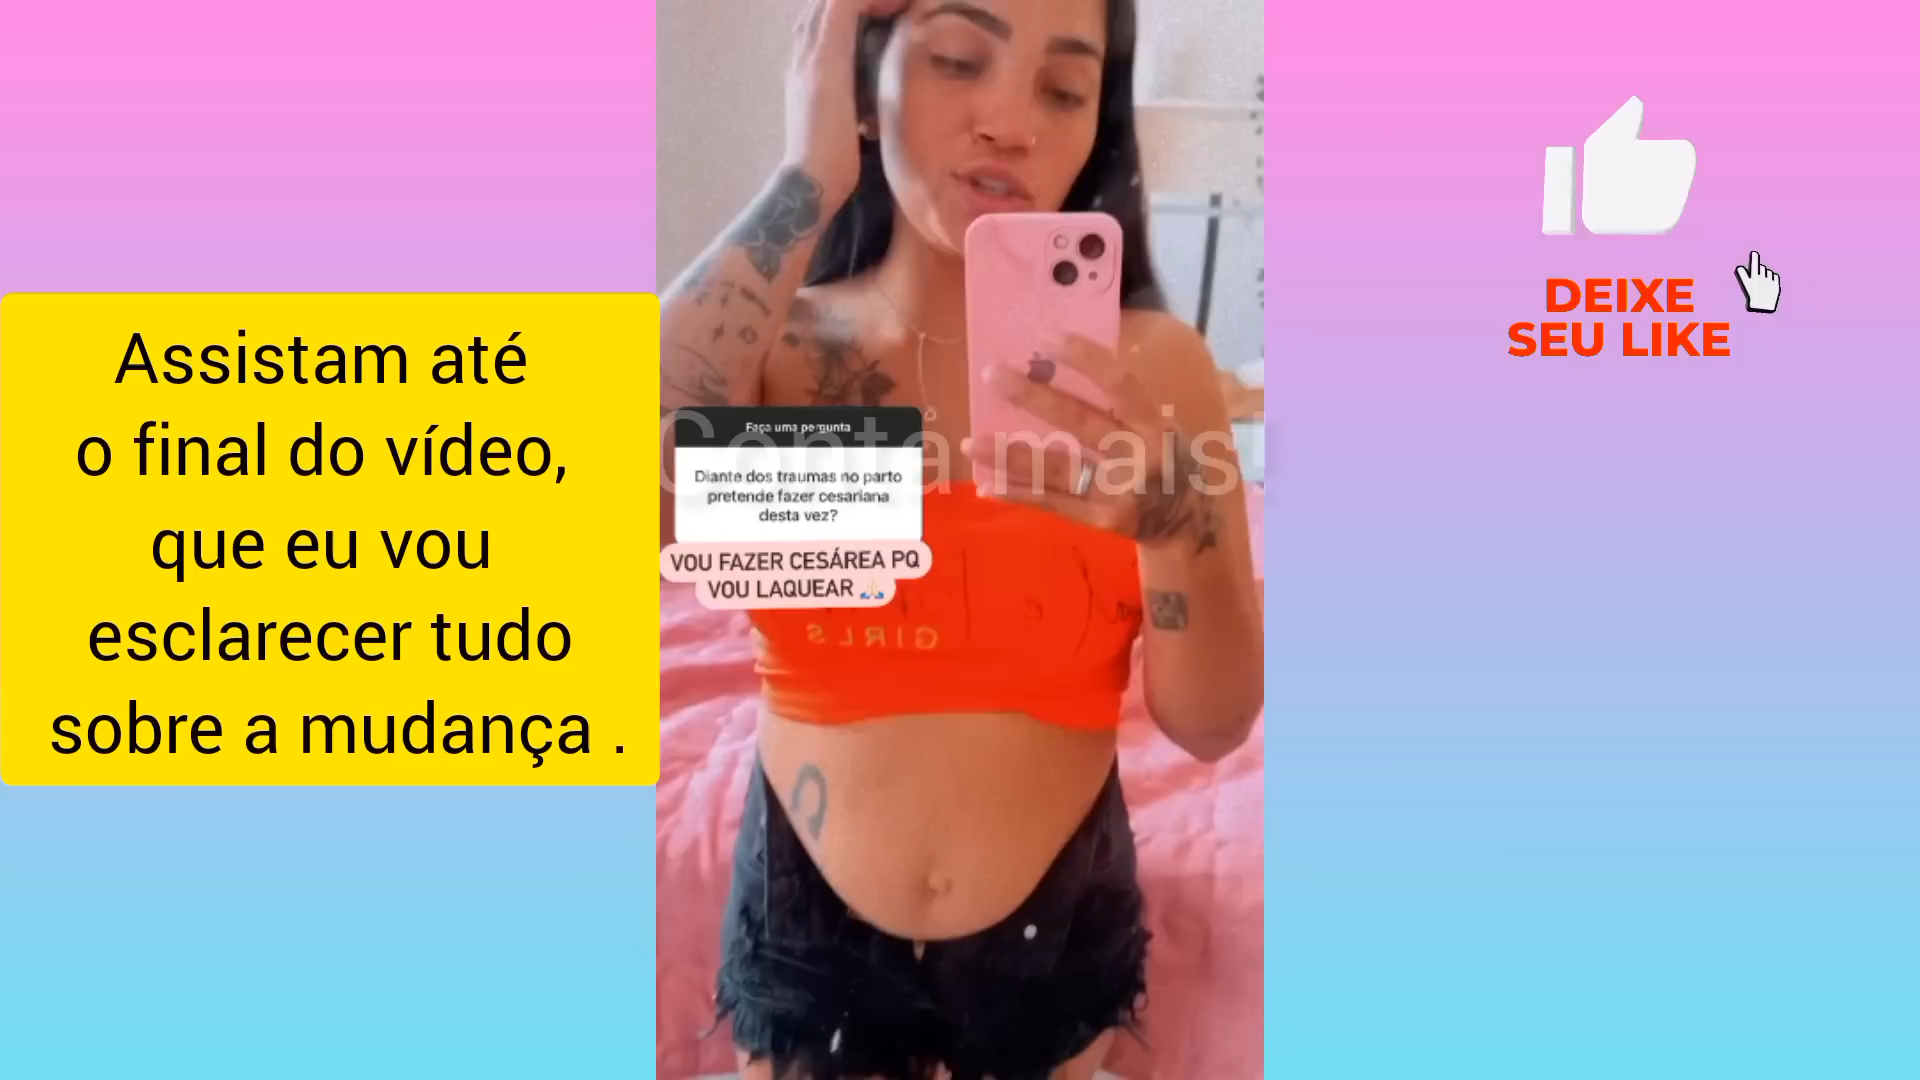 Assistam até
o final do vídeo,
que eu vou
esclarecer tudo
sobre a mudança .
Conta mais!
Faça uma pergunta
Diante dos traumas no parto
pretende fazer cesariana
desta vez?
VOU FAZER CESÁREA PQ
VOU LAQUEAR 🙏
GIRLS
DEIXE
SEU LIKE